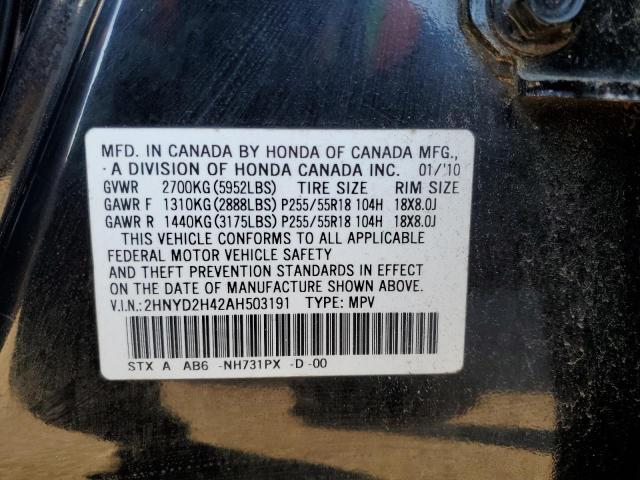 MFD. IN CANADA BY HONDA OF CANADA MFG.,
A DIVISION OF HONDA CANADA INC. 01/'10
GVWR 2700KG(5952LBS) TIRE SIZE RIM SIZE
GAWR F 1310KG(2888LBS) P255/55R18 104H 18X8.0J
GAWR R 1440KG(3175LBS) P255/55R18 104H 18X8.0J
THIS VEHICLE CONFORMS TO ALL APPLICABLE
FEDERAL MOTOR VEHICLE SAFETY
AND THEFT PREVENTION STANDARDS IN EFFECT
ON THE DATE OF MANUFACTURE SHOWN ABOVE.
V.I.N.:2HNYD2H42AH503191 TYPE: MPV
STX A AB6 -NH731PX -D -00